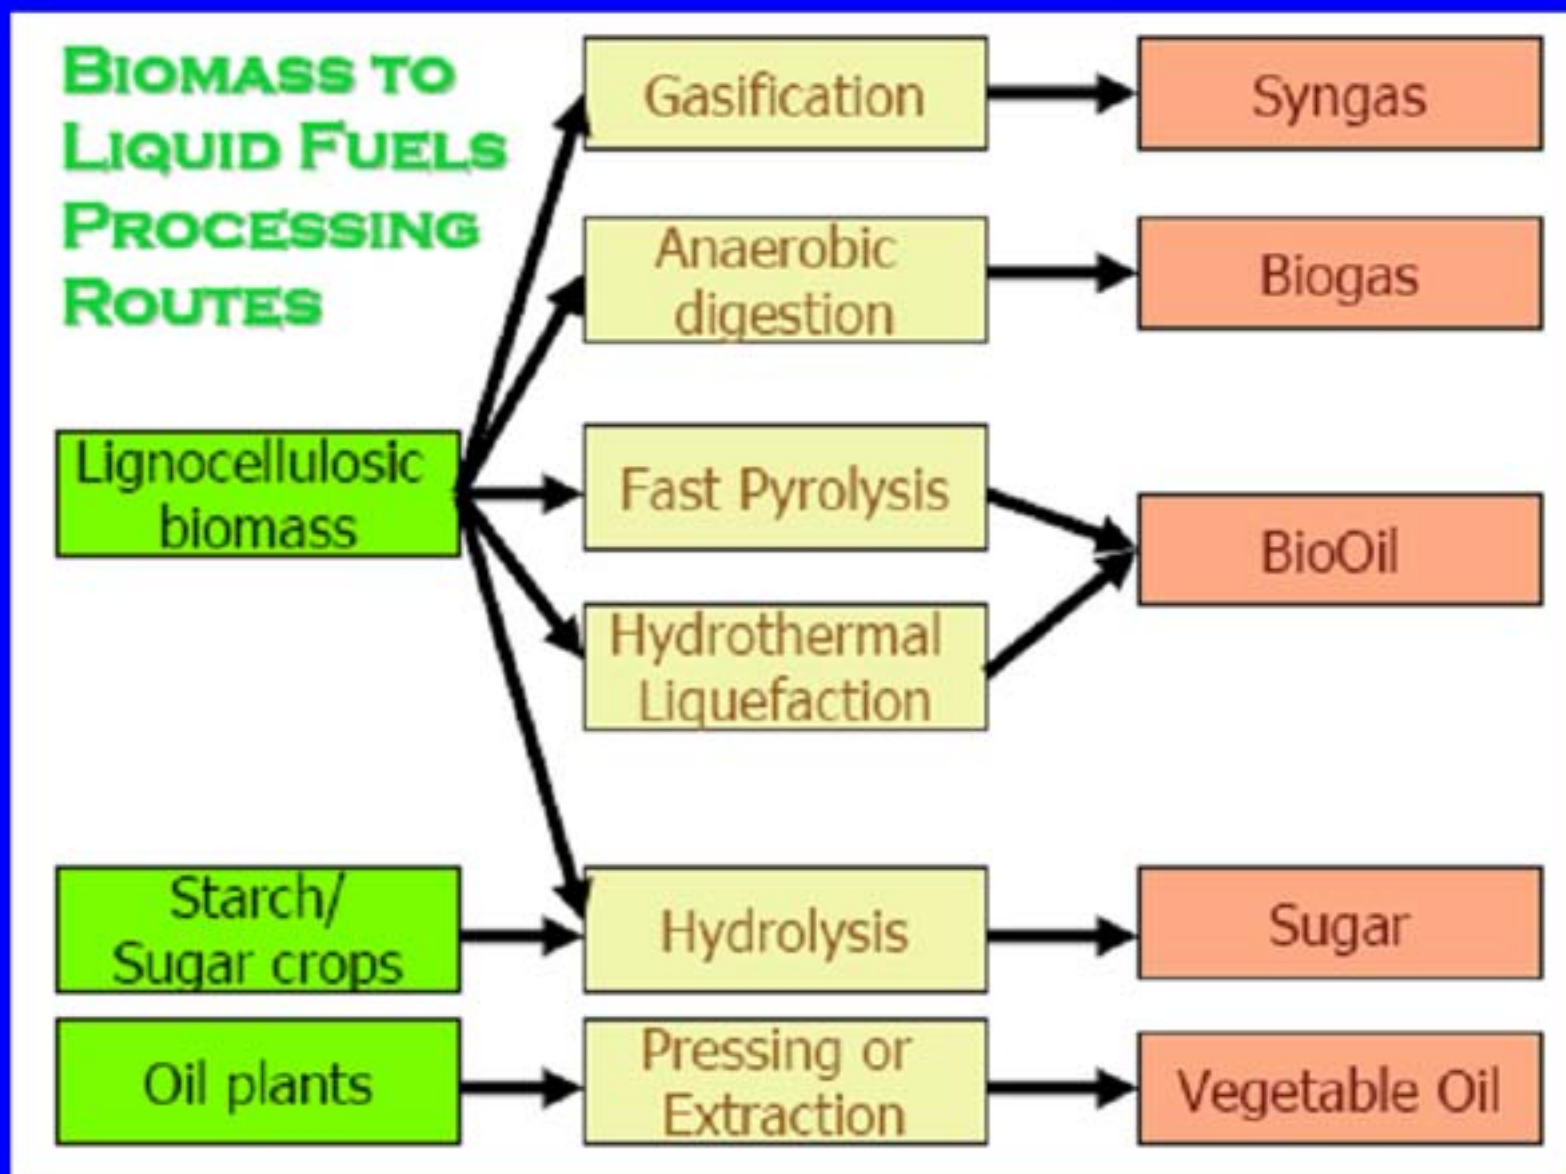 BIOMASS TO
LIQUID FUELS
PROCESSING
ROUTES
Gasification
Syngas
Anaerobic
digestion
Biogas
Lignocellulosic
biomass
Fast Pyrolysis
BioOil
Hydrothermal
Liquefaction
Starch/
Sugar crops
Hydrolysis
Sugar
Oil plants
Pressing or
Extraction
Vegetable Oil